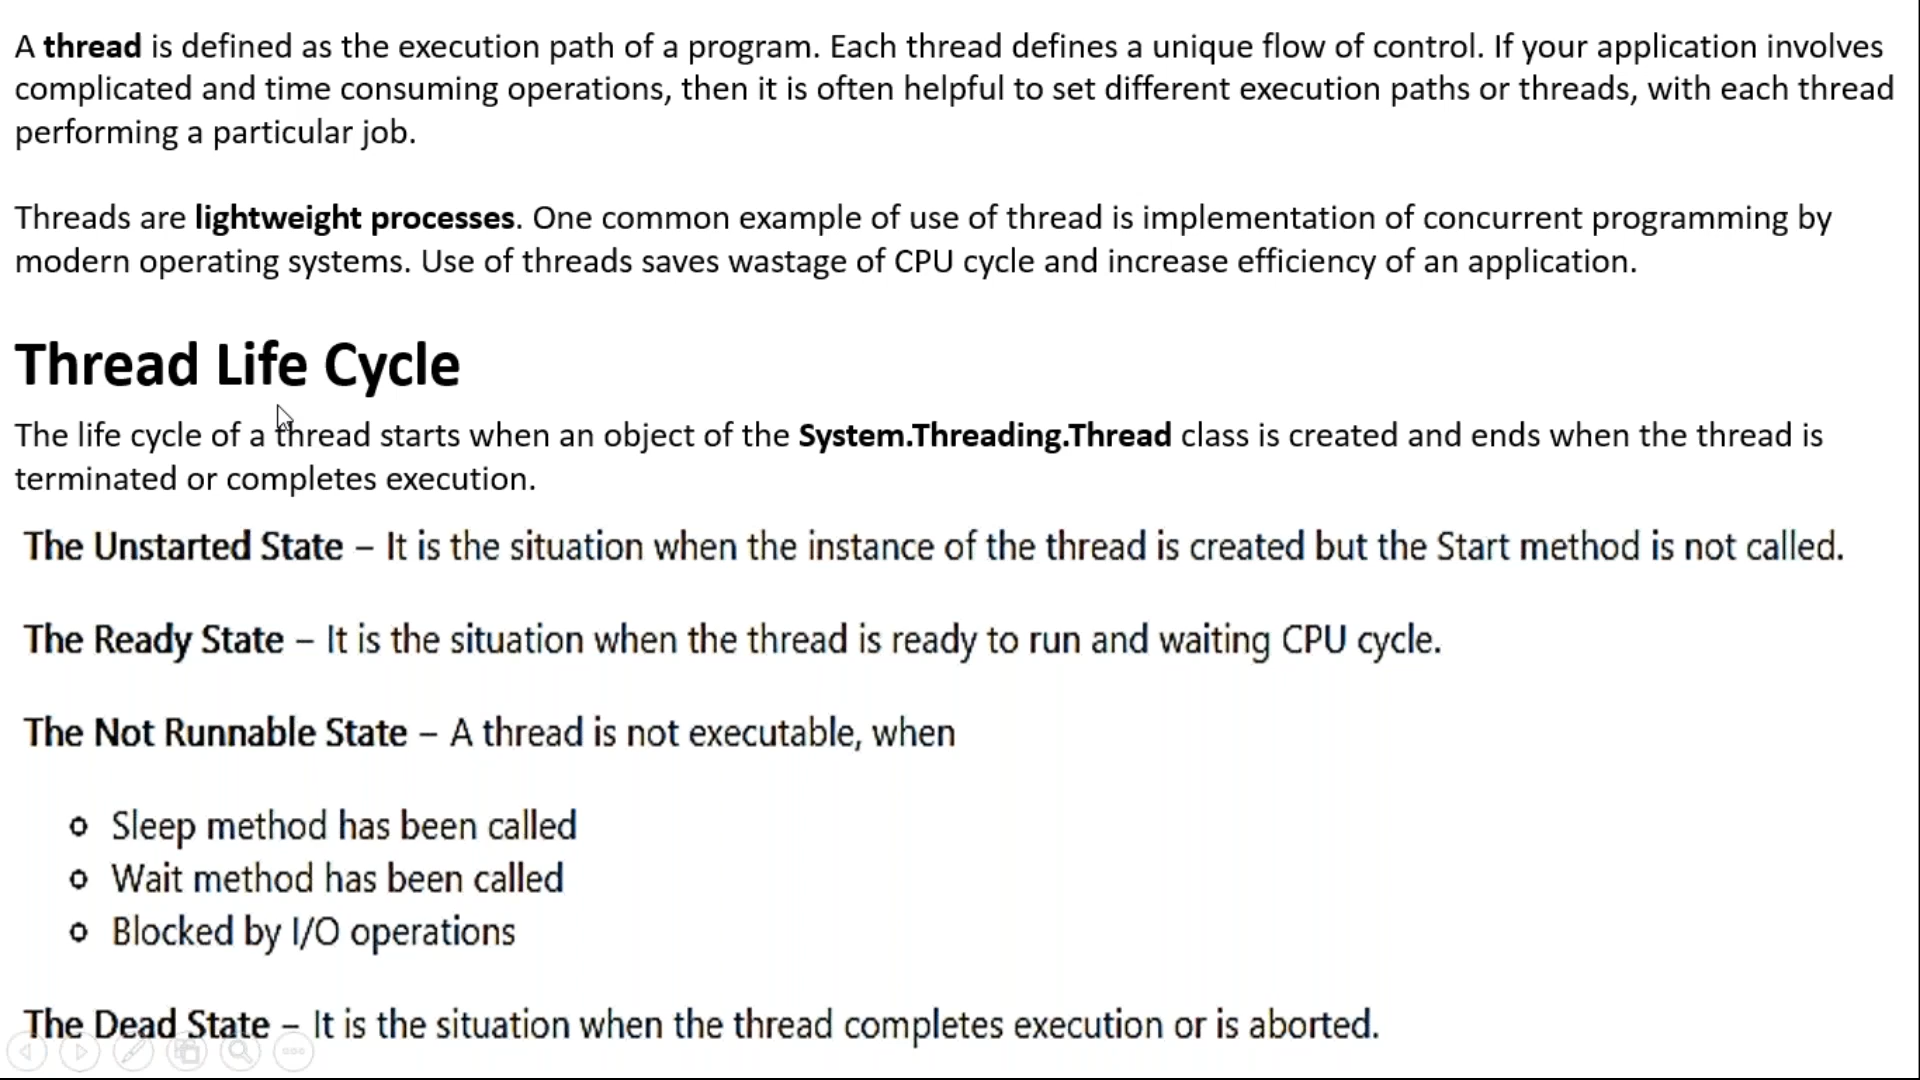 A thread is defined as the execution path of a program. Each thread defines a unique flow of control. If your application involves
complicated and time consuming operations, then it is often helpful to set different execution paths or threads, with each thread
performing a particular job.
Threads are lightweight processes. One common example of use of thread is implementation of concurrent programming by
modern operating systems. Use of threads saves wastage of CPU cycle and increase efficiency of an application.
Thread Life Cycle
The life cycle of a thread starts when an object of the System.Threading.Thread class is created and ends when the thread is
terminated or completes execution.
The Unstarted State – It is the situation when the instance of the thread is created but the Start method is not called.
The Ready State – It is the situation when the thread is ready to run and waiting CPU cycle.
The Not Runnable State – A thread is not executable, when
Sleep method has been called
Wait method has been called
Blocked by I/O operations
The Dead State – It is the situation when the thread completes execution or is aborted.